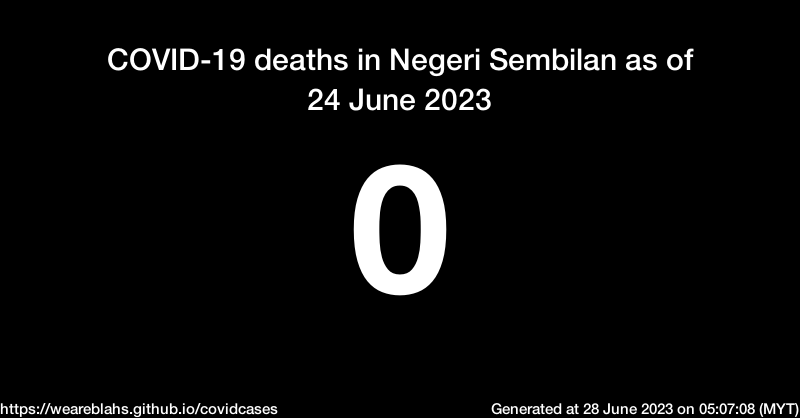 COVID-19 deaths in Negeri Sembilan as of
24 June 2023
0
https://weareblahs.github.io/covidcases
Generated at 28 June 2023 on 05:07:08 (MYT)